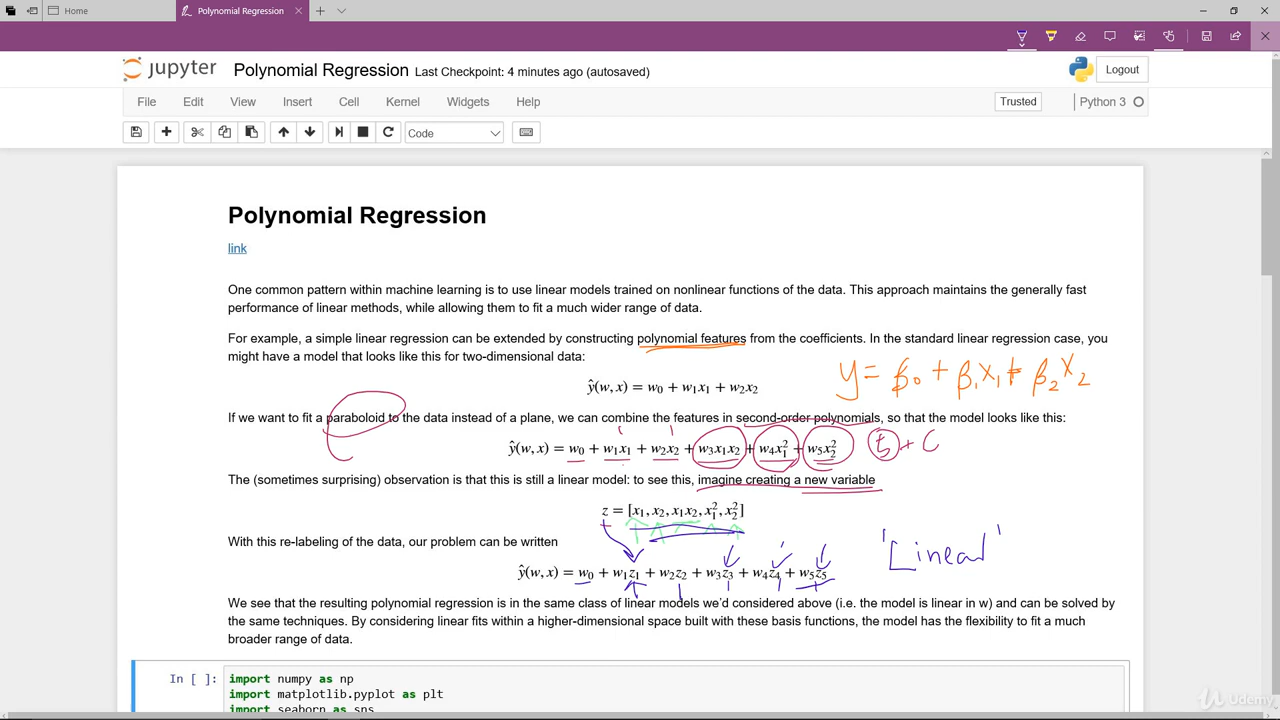 Home
Polynomial Regression
jupyter Polynomial Regression Last Checkpoint: 4 minutes ago (autosaved) Logout
File Edit View Insert Cell Kernel Widgets Help Trusted Python 3
Code
Polynomial Regression
link
One common pattern within machine learning is to use linear models trained on nonlinear functions of the data. This approach maintains the generally fast
performance of linear methods, while allowing them to fit a much wider range of data.
For example, a simple linear regression can be extended by constructing polynomial features from the coefficients. In the standard linear regression case, you
might have a model that looks like this for two-dimensional data:
ŷ(w, x) = w₀ + w₁x₁ + w₂x₂
y = β₀ + β₁x₁ + β₂x₂
If we want to fit a paraboloid to the data instead of a plane, we can combine the features in second-order polynomials, so that the model looks like this:
ŷ(w, x) = w₀ + w₁x₁ + w₂x₂ + w₃x₁x₂ + w₄x₁² + w₅x₂²
The (sometimes surprising) observation is that this is still a linear model: to see this, imagine creating a new variable
z = [x₁, x₂, x₁x₂, x₁², x₂²]
With this re-labeling of the data, our problem can be written
'Linear'
ŷ(w, x) = w₀ + w₁z₁ + w₂z₂ + w₃z₃ + w₄z₄ + w₅z₅
We see that the resulting polynomial regression is in the same class of linear models we'd considered above (i.e. the model is linear in w) and can be solved by
the same techniques. By considering linear fits within a higher-dimensional space built with these basis functions, the model has the flexibility to fit a much
broader range of data.
In [ ]: import numpy as np
import matplotlib.pyplot as plt
import seaborn as sns
Udemy